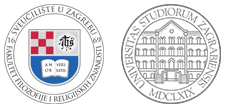 SVEUČILIŠTE U ZAGREBU
FAKULTET FILOZOFIJE I RELIGIJSKIH ZNANOSTI
UNIVERSITAS STUDIORUM ZAGRABIENSIS
MDCLXIX